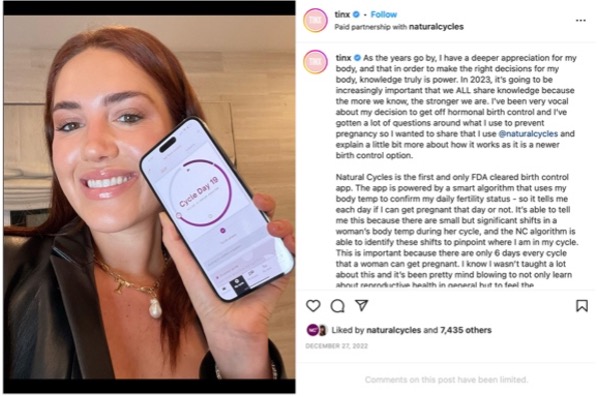 tinx • Follow
Paid partnership with naturalcycles
TINX
TINX
tinx As the years go by, I have a deeper appreciation for my
body, and that in order to make the right decisions for my
body, knowledge truly is power. In 2023, it's going to be
increasingly important that we ALL share knowledge because
the more we know, the stronger we are. I've been very vocal
about my decision to get off hormonal birth control and I've
gotten a lot of questions around what I use to prevent
pregnancy so I wanted to share that I use @naturalcycles and
explain a little bit more about how it works as it is a
newer birth control option.
Natural Cycles is the first and only FDA cleared birth control
app. The app is powered by a smart algorithm that uses my
body temp to confirm my daily fertility status - so it tells
me each day if I can get pregnant that day or not. It's able to tell
me this because there are small but significant shifts in a
woman's body temp during her cycle, and the NC algorithm is
able to identify these shifts to pinpoint where I am in my cycle.
This is important because there are only 6 days every cycle
that a woman can get pregnant. I know I wasn't taught a lot
about this and it's been pretty mind blowing to not only learn
about reproductive health in general but to feel the
Cycle Day 19
NC
Liked by naturalcycles and 7,435 others
DECEMBER 27, 2022
Comments on this post have been limited.